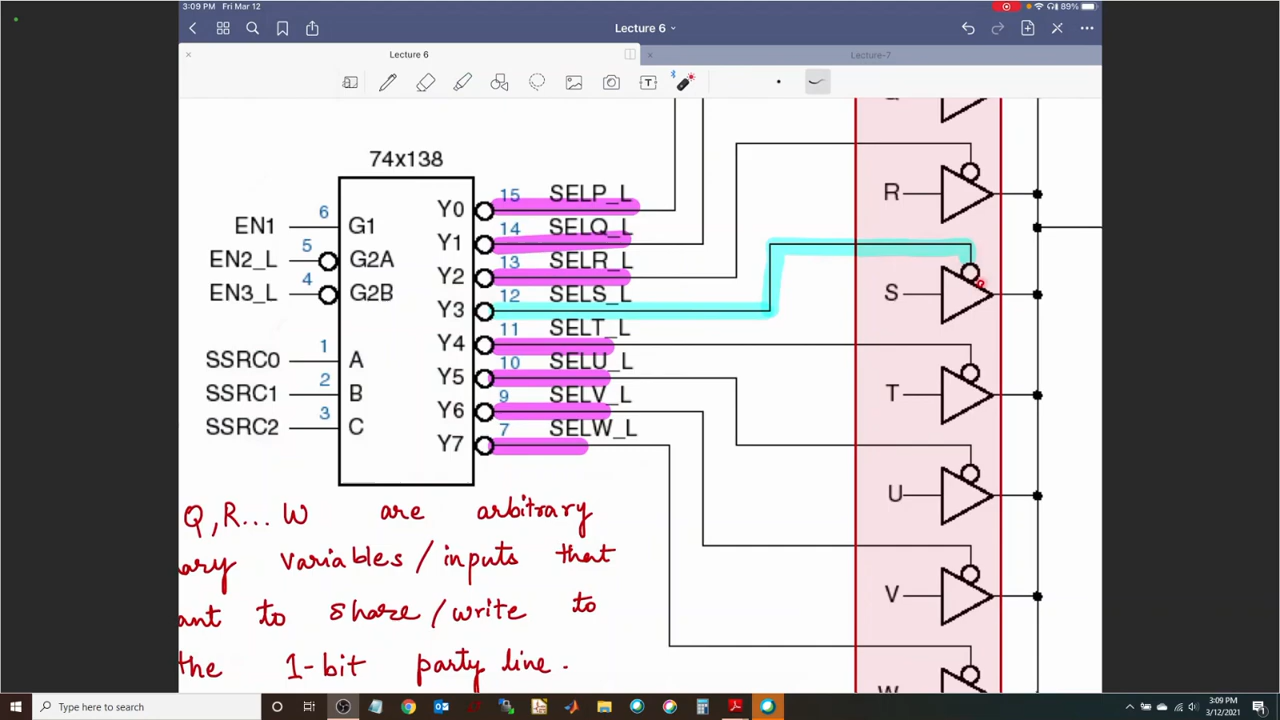 3:09 PM Fri Mar 12
89%
Lecture 6
Lecture 6
Lecture-7
T
74x138
EN1 6 G1
EN2_L 5 G2A
EN3_L 4 G2B
SSRC0 1 A
SSRC1 2 B
SSRC2 3 C
Y0 15 SELP_L
Y1 14 SELQ_L
Y2 13 SELR_L
Y3 12 SELS_L
Y4 11 SELT_L
Y5 10 SELU_L
Y6 9 SELV_L
Y7 7 SELW_L
R
S
T
U
V
Q,R...W are arbitrary
variables/inputs that
to share/write to
the 1-bit party line.
Type here to search
3:09 PM
3/12/2021